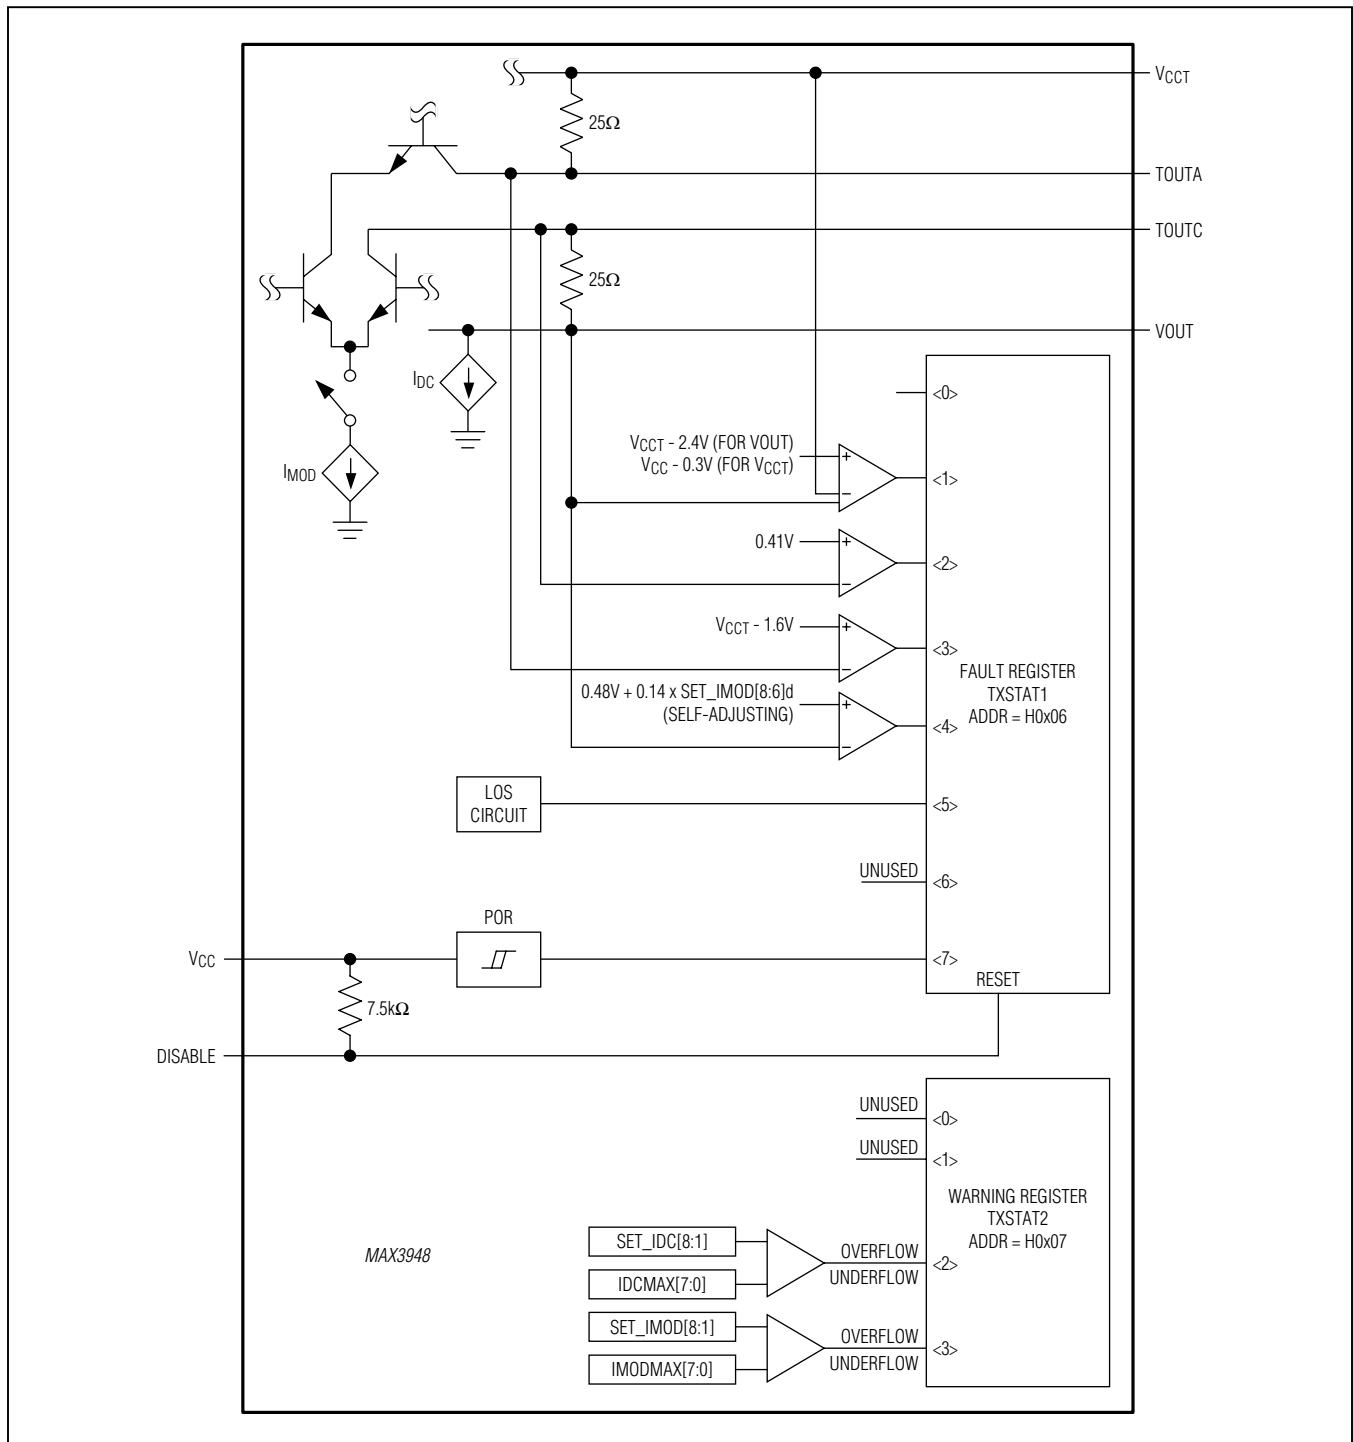 VCCT
25Ω
TOUTA
TOUTC
25Ω
VOUT
IDC
IMOD
<0>
VCCT - 2.4V (FOR VOUT)
VCC - 0.3V (FOR VCCT)
+
−
<1>
0.41V
+
−
<2>
VCCT - 1.6V
+
−
<3>
FAULT REGISTER
TXSTAT1
ADDR = H0x06
0.48V + 0.14 x SET_IMOD[8:6]d
(SELF-ADJUSTING)
+
−
<4>
LOS
CIRCUIT
<5>
UNUSED
<6>
POR
VCC
<7>
RESET
7.5kΩ
DISABLE
UNUSED
<0>
UNUSED
<1>
WARNING REGISTER
TXSTAT2
ADDR = H0x07
MAX3948
SET_IDC[8:1]
IDCMAX[7:0]
OVERFLOW
UNDERFLOW
<2>
SET_IMOD[8:1]
IMODMAX[7:0]
OVERFLOW
UNDERFLOW
<3>